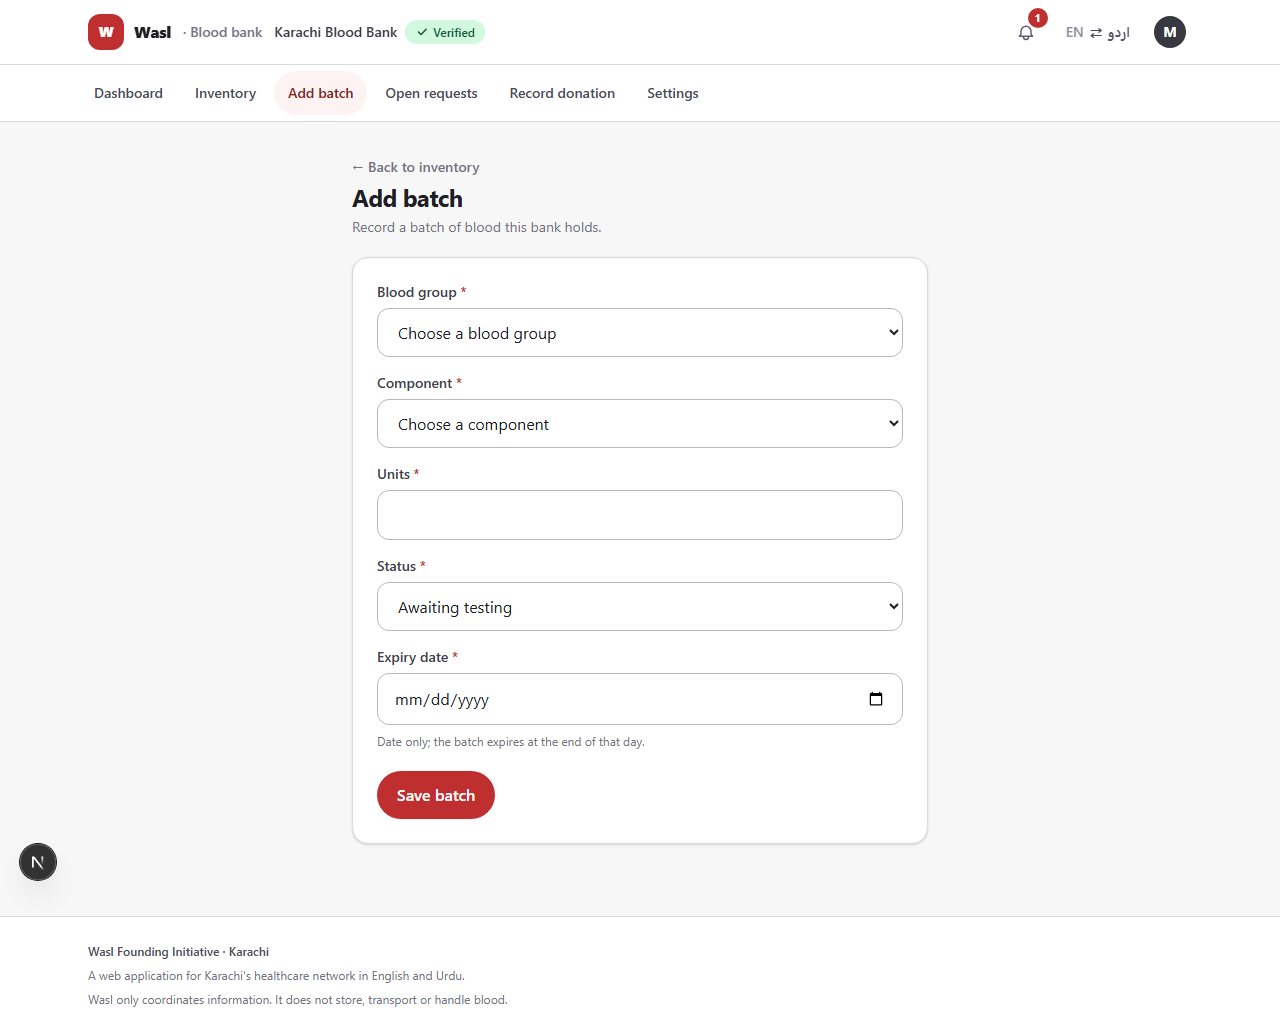 W Wasl · Blood bank Karachi Blood Bank ✓ Verified 1 EN ⇄ اردو M
Dashboard Inventory Add batch Open requests Record donation Settings
← Back to inventory
Add batch
Record a batch of blood this bank holds.
Blood group *
Choose a blood group
Component *
Choose a component
Units *
Status *
Awaiting testing
Expiry date *
mm/dd/yyyy
Date only; the batch expires at the end of that day.
Save batch
N
Wasl Founding Initiative · Karachi
A web application for Karachi's healthcare network in English and Urdu.
Wasl only coordinates information. It does not store, transport or handle blood.